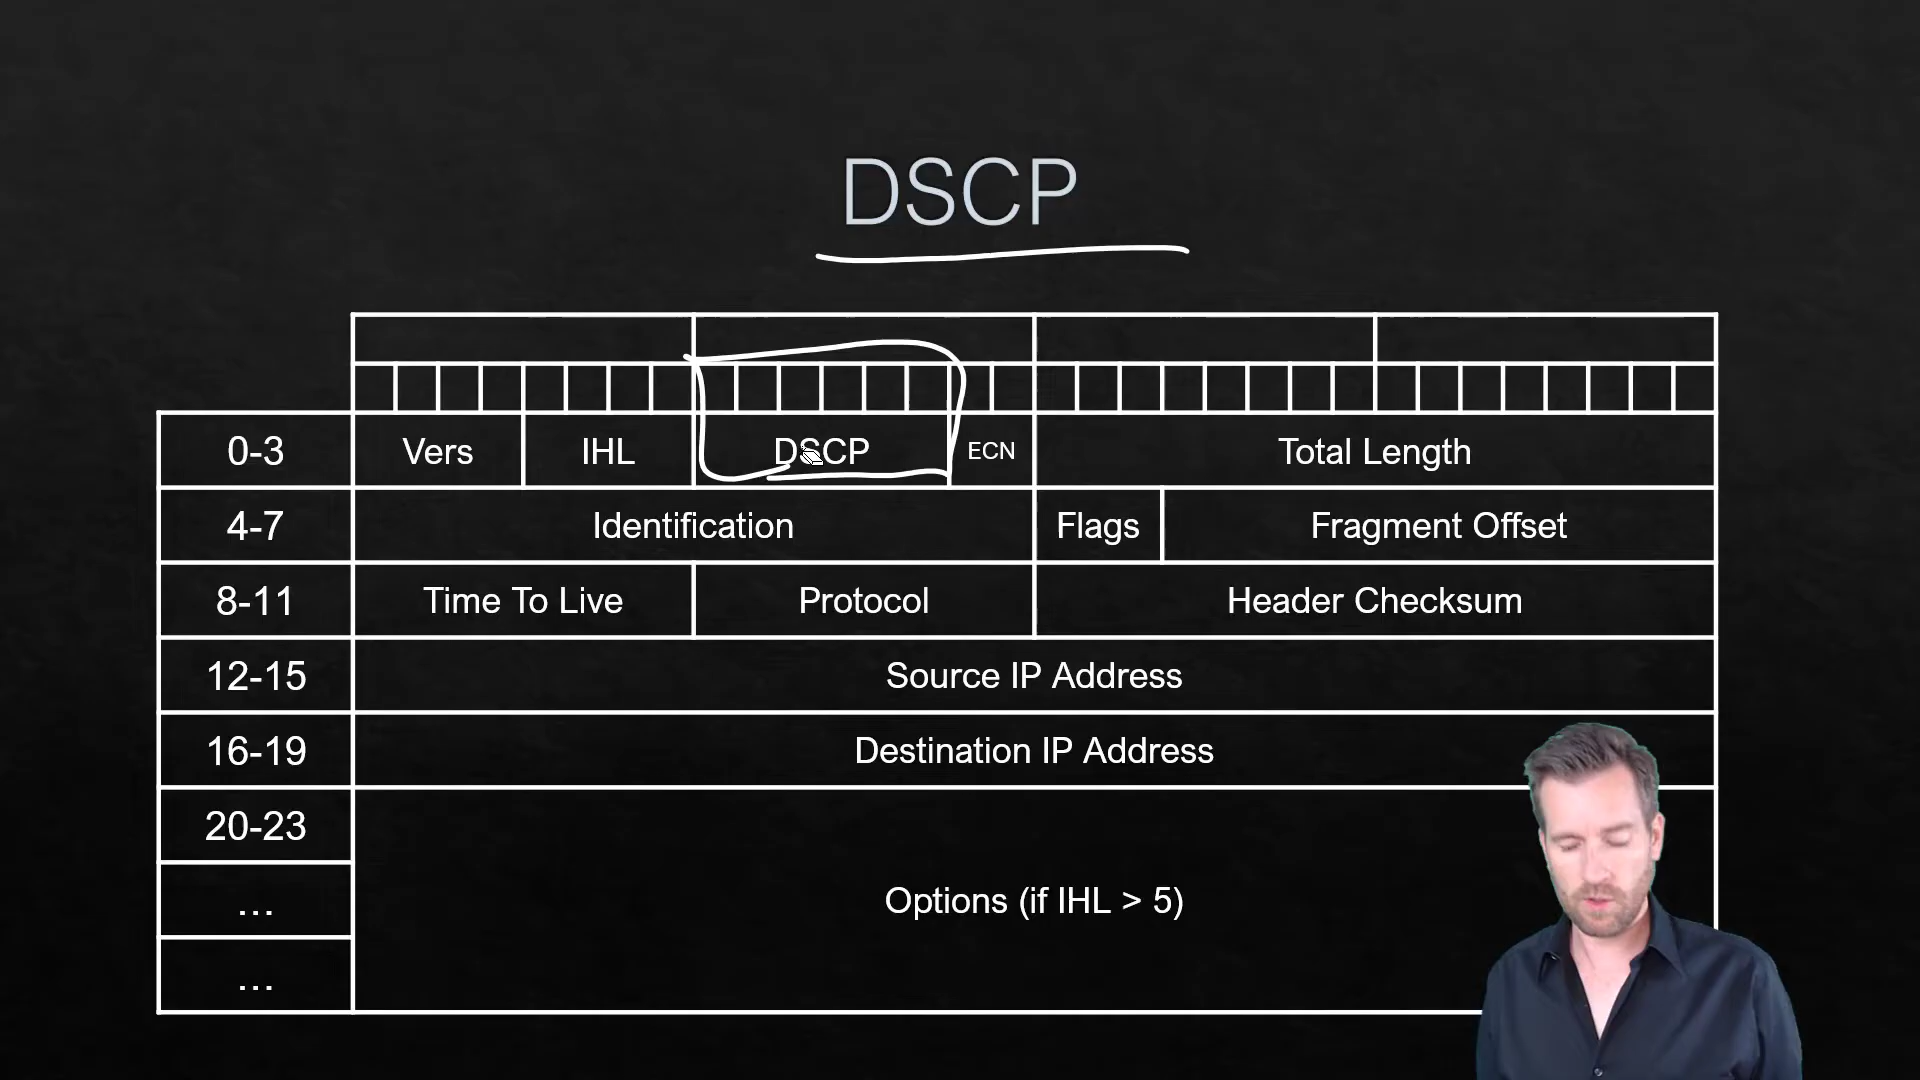 DSCP
0-3 Vers IHL DSCP ECN Total Length
4-7 Identification Flags Fragment Offset
8-11 Time To Live Protocol Header Checksum
12-15 Source IP Address
16-19 Destination IP Address
20-23
... Options (if IHL > 5)
...